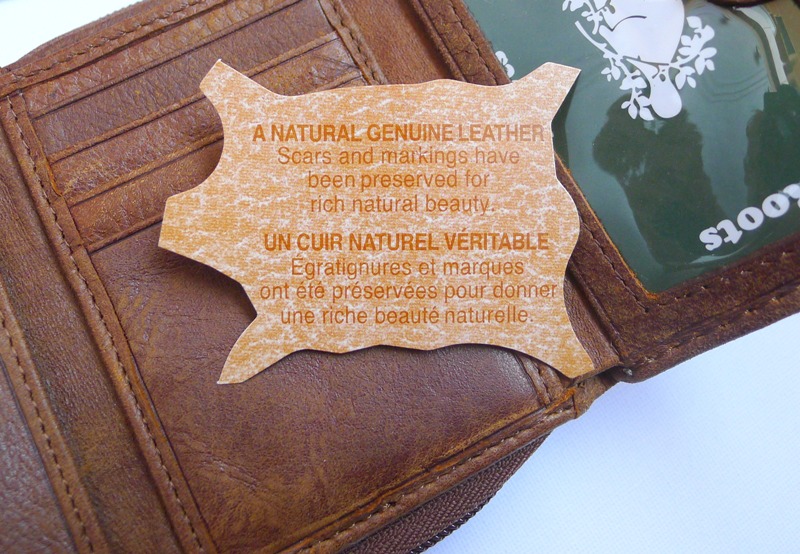 A NATURAL GENUINE LEATHER
Scars and markings have
been preserved for
rich natural beauty.
UN CUIR NATUREL VÉRITABLE
Égratignures et marques
ont été préservées pour donner
une riche beauté naturelle.
Roots